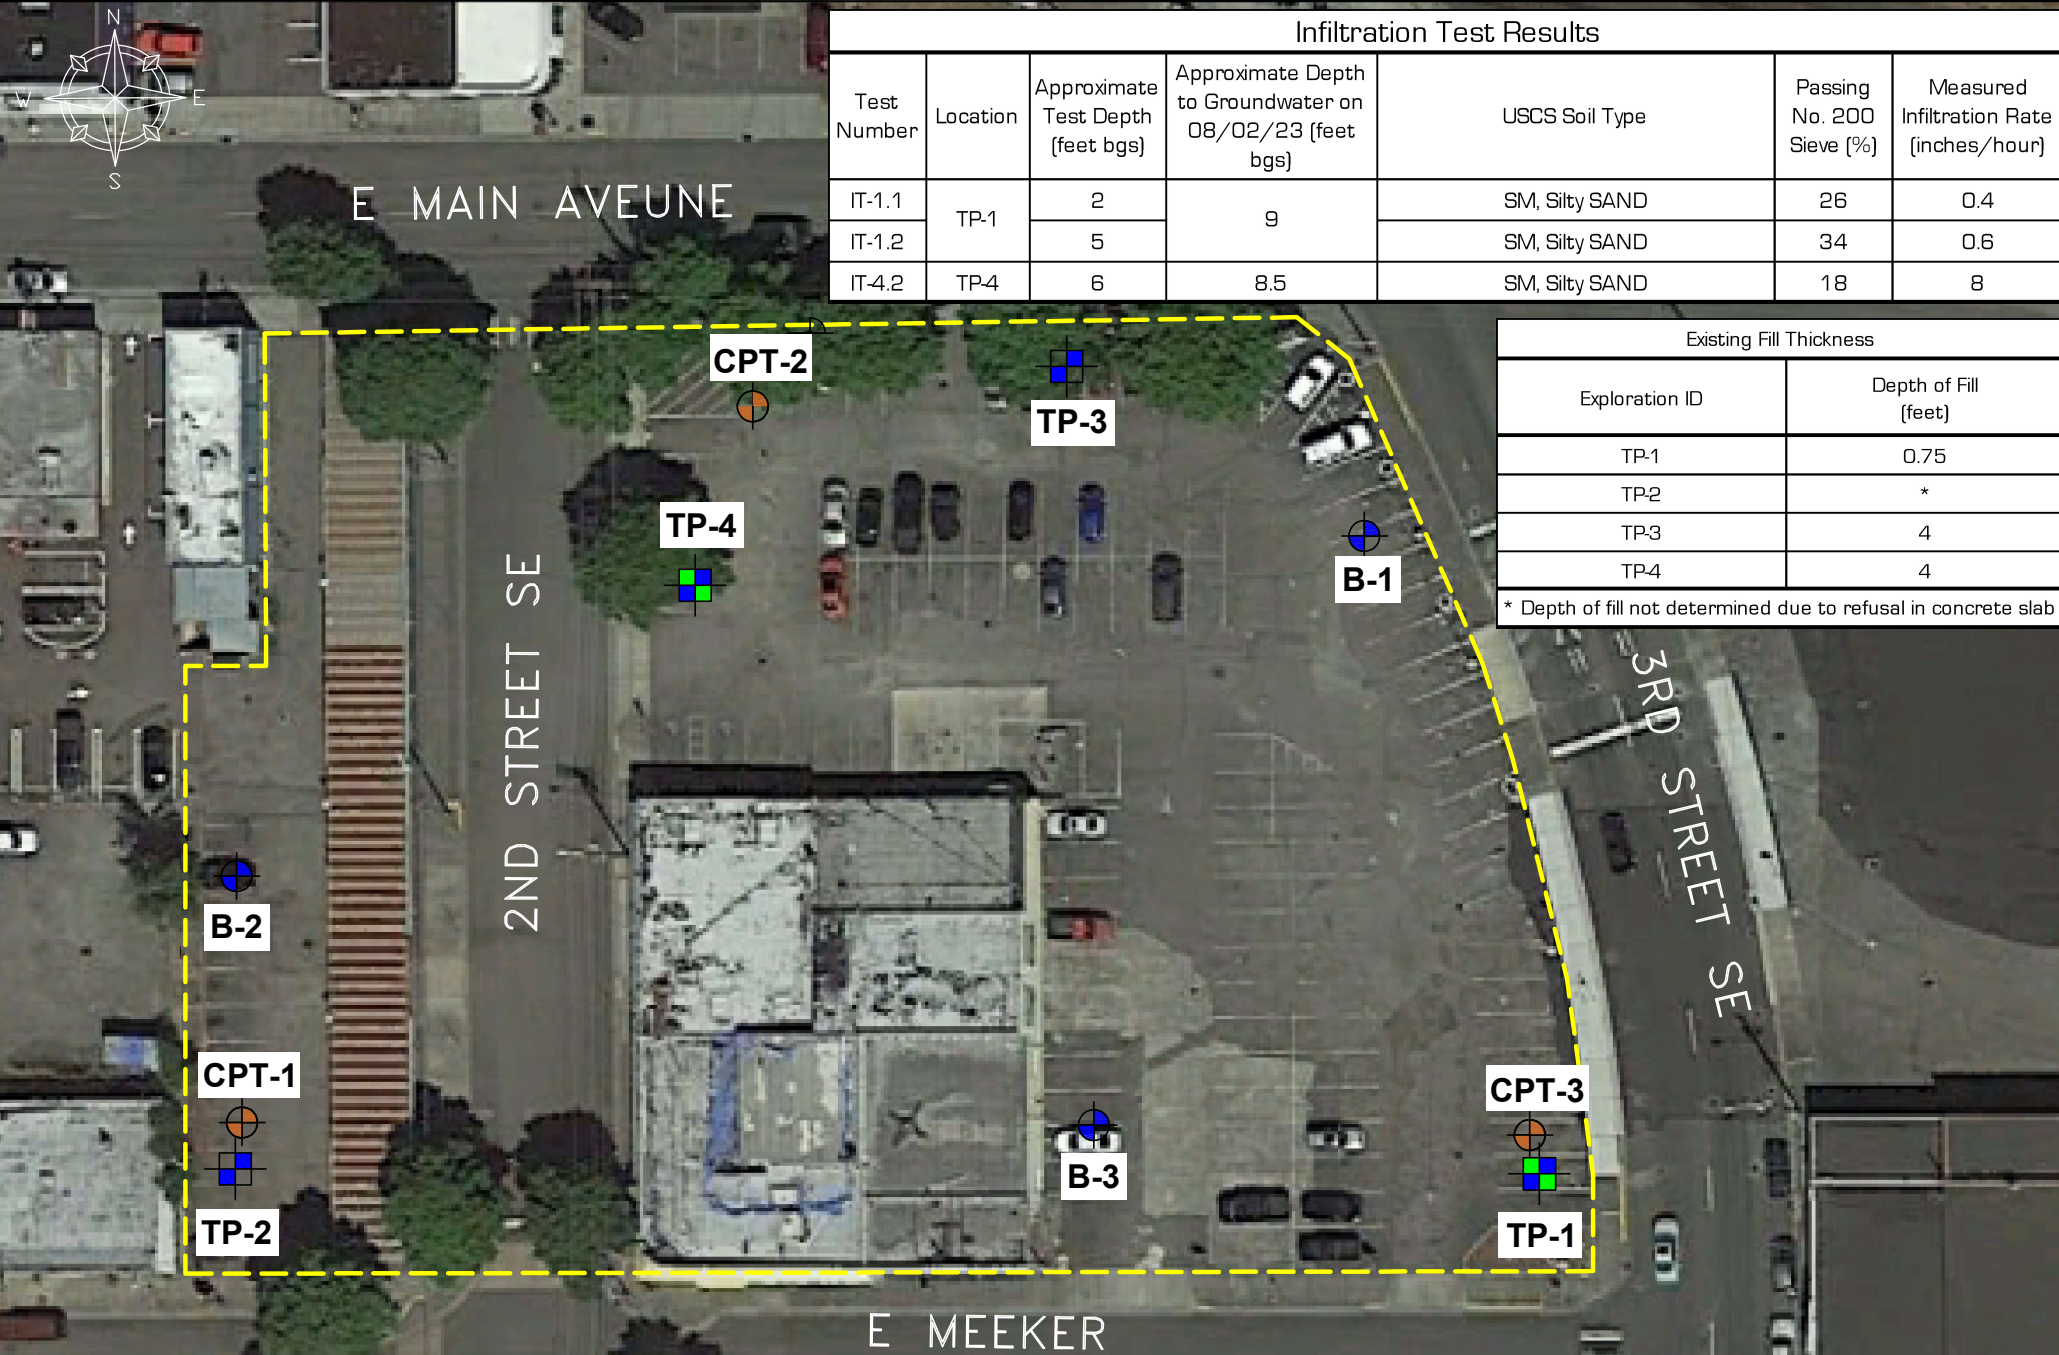 N
W
E
S
E MAIN AVEUNE
Infiltration Test Results
Test Number Location Approximate Test Depth (feet bgs) Approximate Depth to Groundwater on 08/02/23 (feet bgs) USCS Soil Type Passing No. 200 Sieve (%) Measured Infiltration Rate (inches/hour)
IT-1.1 TP-1 2 9 SM, Silty SAND 26 0.4
IT-1.2 5 SM, Silty SAND 34 0.6
IT-4.2 TP-4 6 8.5 SM, Silty SAND 18 8
Existing Fill Thickness
Exploration ID Depth of Fill (feet)
TP-1 0.75
TP-2 *
TP-3 4
TP-4 4
* Depth of fill not determined due to refusal in concrete slab
CPT-2
TP-3
TP-4
B-1
2ND STREET SE
3RD STREET SE
B-2
CPT-1
CPT-3
B-3
TP-2
TP-1
E MEEKER